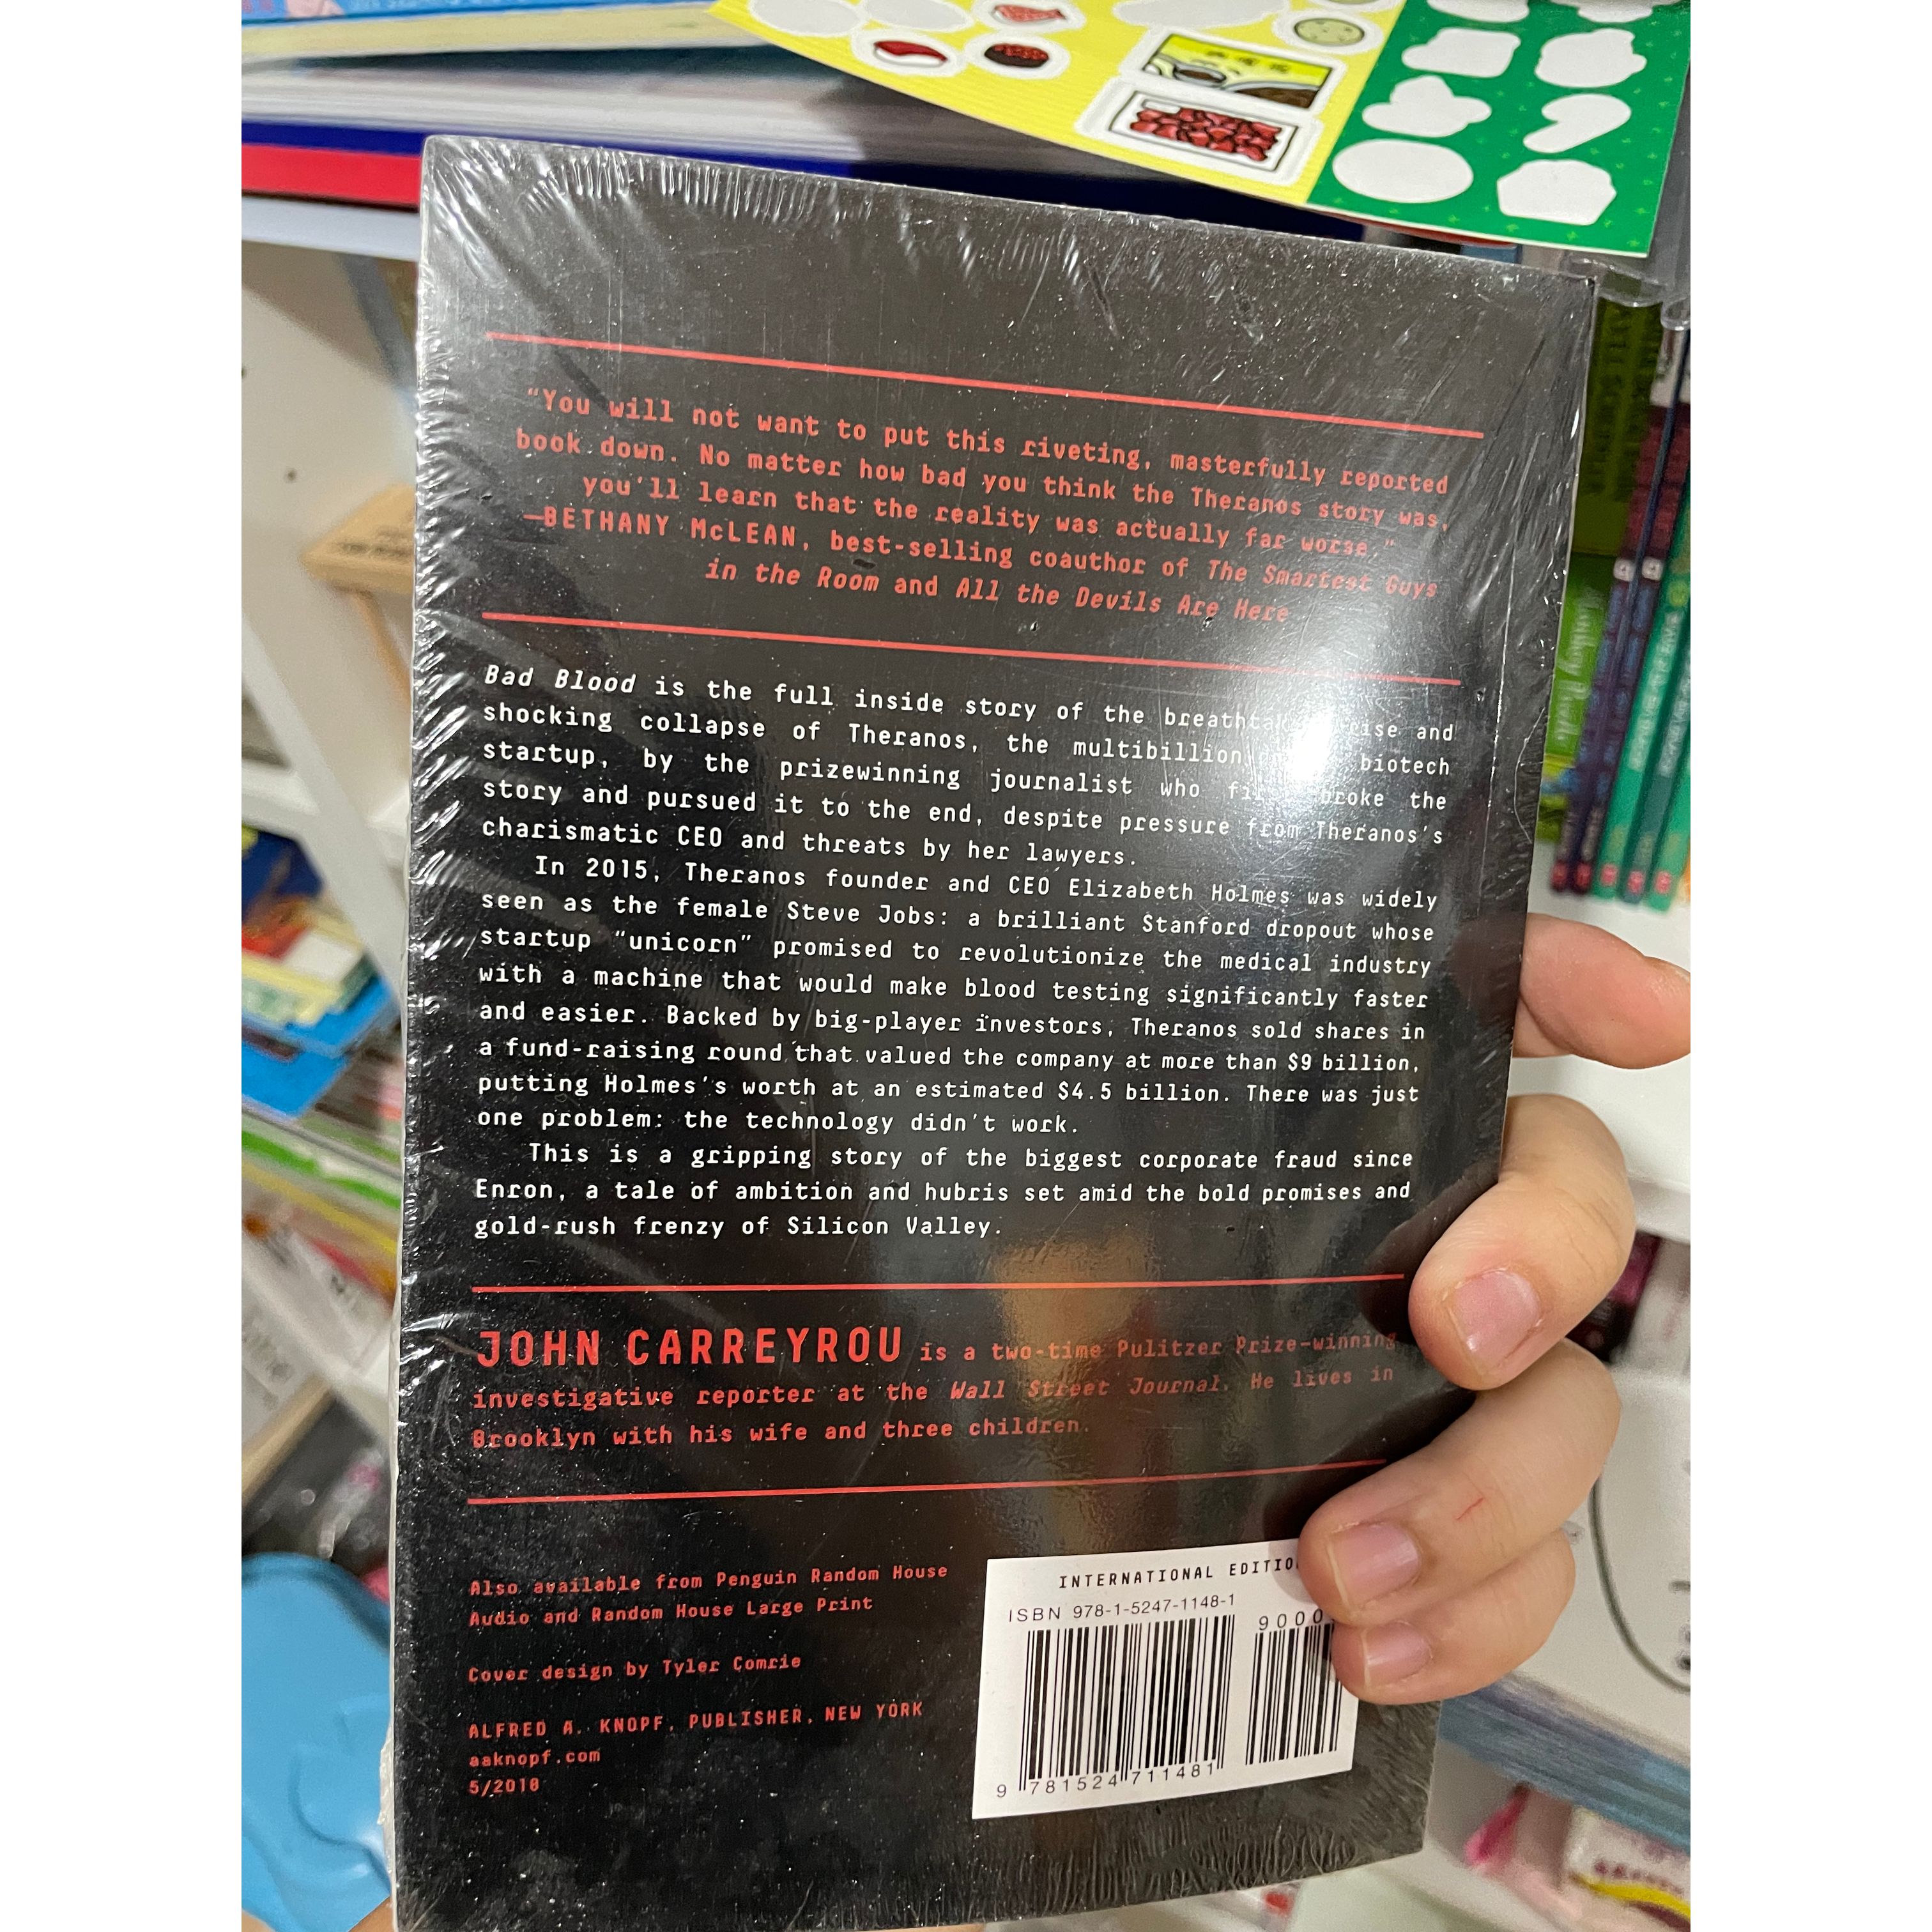 “You will not want to put this riveting, masterfully reported
book down. No matter how bad you think the Theranos story was,
you’ll learn that the reality was actually far worse.”
—BETHANY McLEAN, best-selling coauthor of The Smartest Guys
in the Room and All the Devils Are Here
Bad Blood is the full inside story of the rise and
shocking collapse of Theranos, the multibillion biotech
startup, by the prizewinning journalist who broke the
story and pursued it to the end, despite pressure from Theranos’s
charismatic CEO and threats by her lawyers.
In 2015, Theranos founder and CEO Elizabeth Holmes was widely
seen as the female Steve Jobs: a brilliant Stanford dropout whose
startup “unicorn” promised to revolutionize the medical industry
with a machine that would make blood testing significantly faster
and easier. Backed by big-player investors, Theranos sold shares in
a fund-raising round that valued the company at more than $9 billion,
putting Holmes’s worth at an estimated $4.5 billion. There was just
one problem: the technology didn’t work.
This is a gripping story of the biggest corporate fraud since
Enron, a tale of ambition and hubris set amid the bold promises and
gold-rush frenzy of Silicon Valley.
JOHN CARREYROU is a two-time Pulitzer Prize-winning
investigative reporter at the Wall Street Journal. He lives in
Brooklyn with his wife and three children.
Also available from Penguin Random House
Audio and Random House Large Print
Cover design by Tyler Comrie
ALFRED A. KNOPF, PUBLISHER, NEW YORK
aaknopf.com
5/2018
INTERNATIONAL EDITIO
ISBN 978-1-5247-1148-1
9000
9 781524 711481